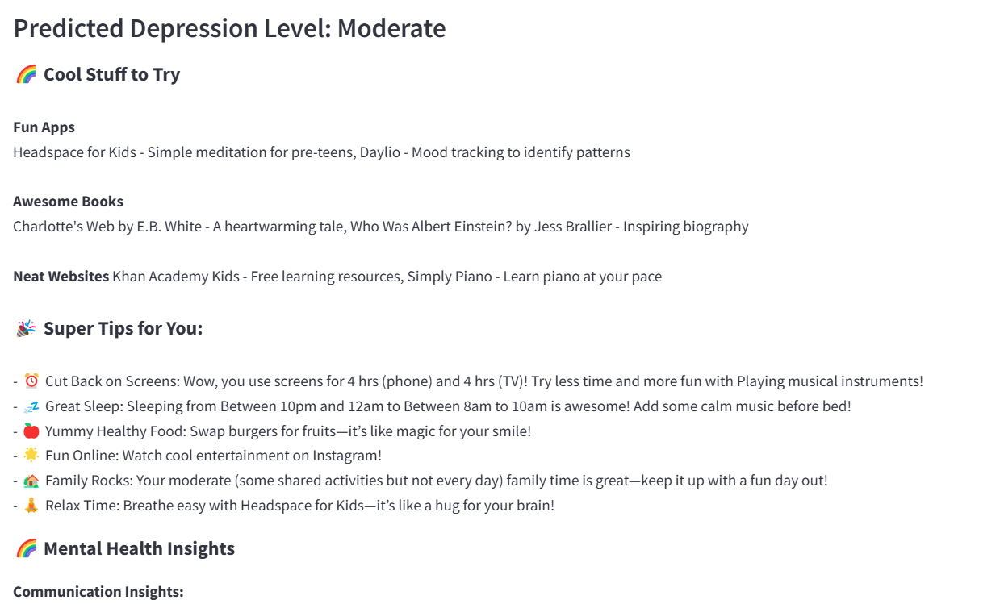 Predicted Depression Level: Moderate
🌈 Cool Stuff to Try
Fun Apps
Headspace for Kids - Simple meditation for pre-teens, Daylio - Mood tracking to identify patterns
Awesome Books
Charlotte's Web by E.B. White - A heartwarming tale, Who Was Albert Einstein? by Jess Brallier - Inspiring biography
Neat Websites Khan Academy Kids - Free learning resources, Simply Piano - Learn piano at your pace
🎉 Super Tips for You:
- ⏰ Cut Back on Screens: Wow, you use screens for 4 hrs (phone) and 4 hrs (TV)! Try less time and more fun with Playing musical instruments!
- 💤 Great Sleep: Sleeping from Between 10pm and 12am to Between 8am to 10am is awesome! Add some calm music before bed!
- 🍎 Yummy Healthy Food: Swap burgers for fruits—it’s like magic for your smile!
- 🌟 Fun Online: Watch cool entertainment on Instagram!
- 🏡 Family Rocks: Your moderate (some shared activities but not every day) family time is great—keep it up with a fun day out!
- 🧘 Relax Time: Breathe easy with Headspace for Kids—it’s like a hug for your brain!
🌈 Mental Health Insights
Communication Insights: